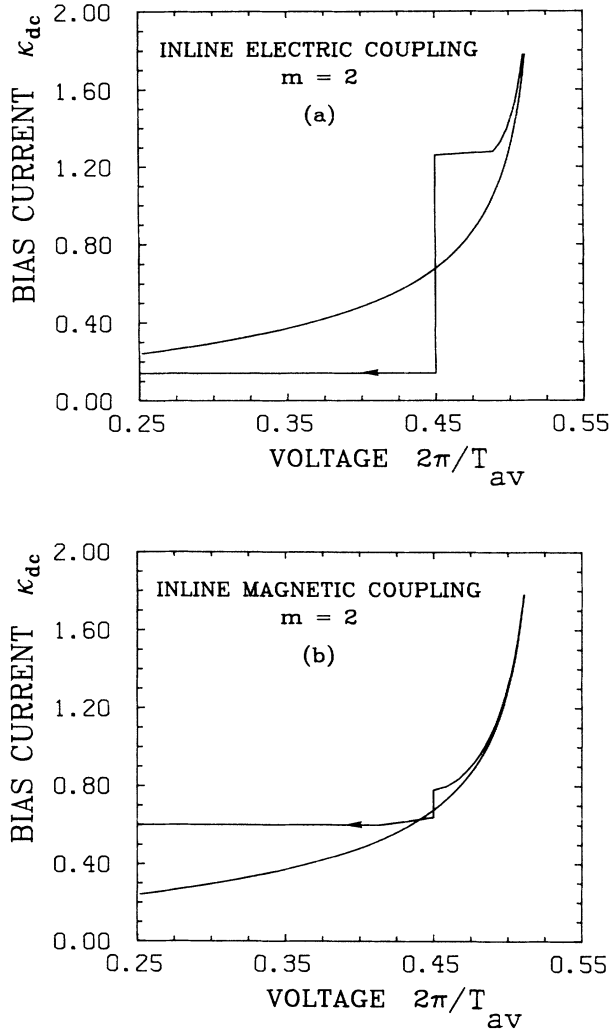 2.00
INLINE ELECTRIC COUPLING
m = 2
(a)
1.60
1.20
0.80
0.40
0.00
BIAS CURRENT κdc
0.25
0.35
0.45
0.55
VOLTAGE 2π/Tav
2.00
INLINE MAGNETIC COUPLING
m = 2
(b)
1.60
1.20
0.80
0.40
0.00
BIAS CURRENT κdc
0.25
0.35
0.45
0.55
VOLTAGE 2π/Tav